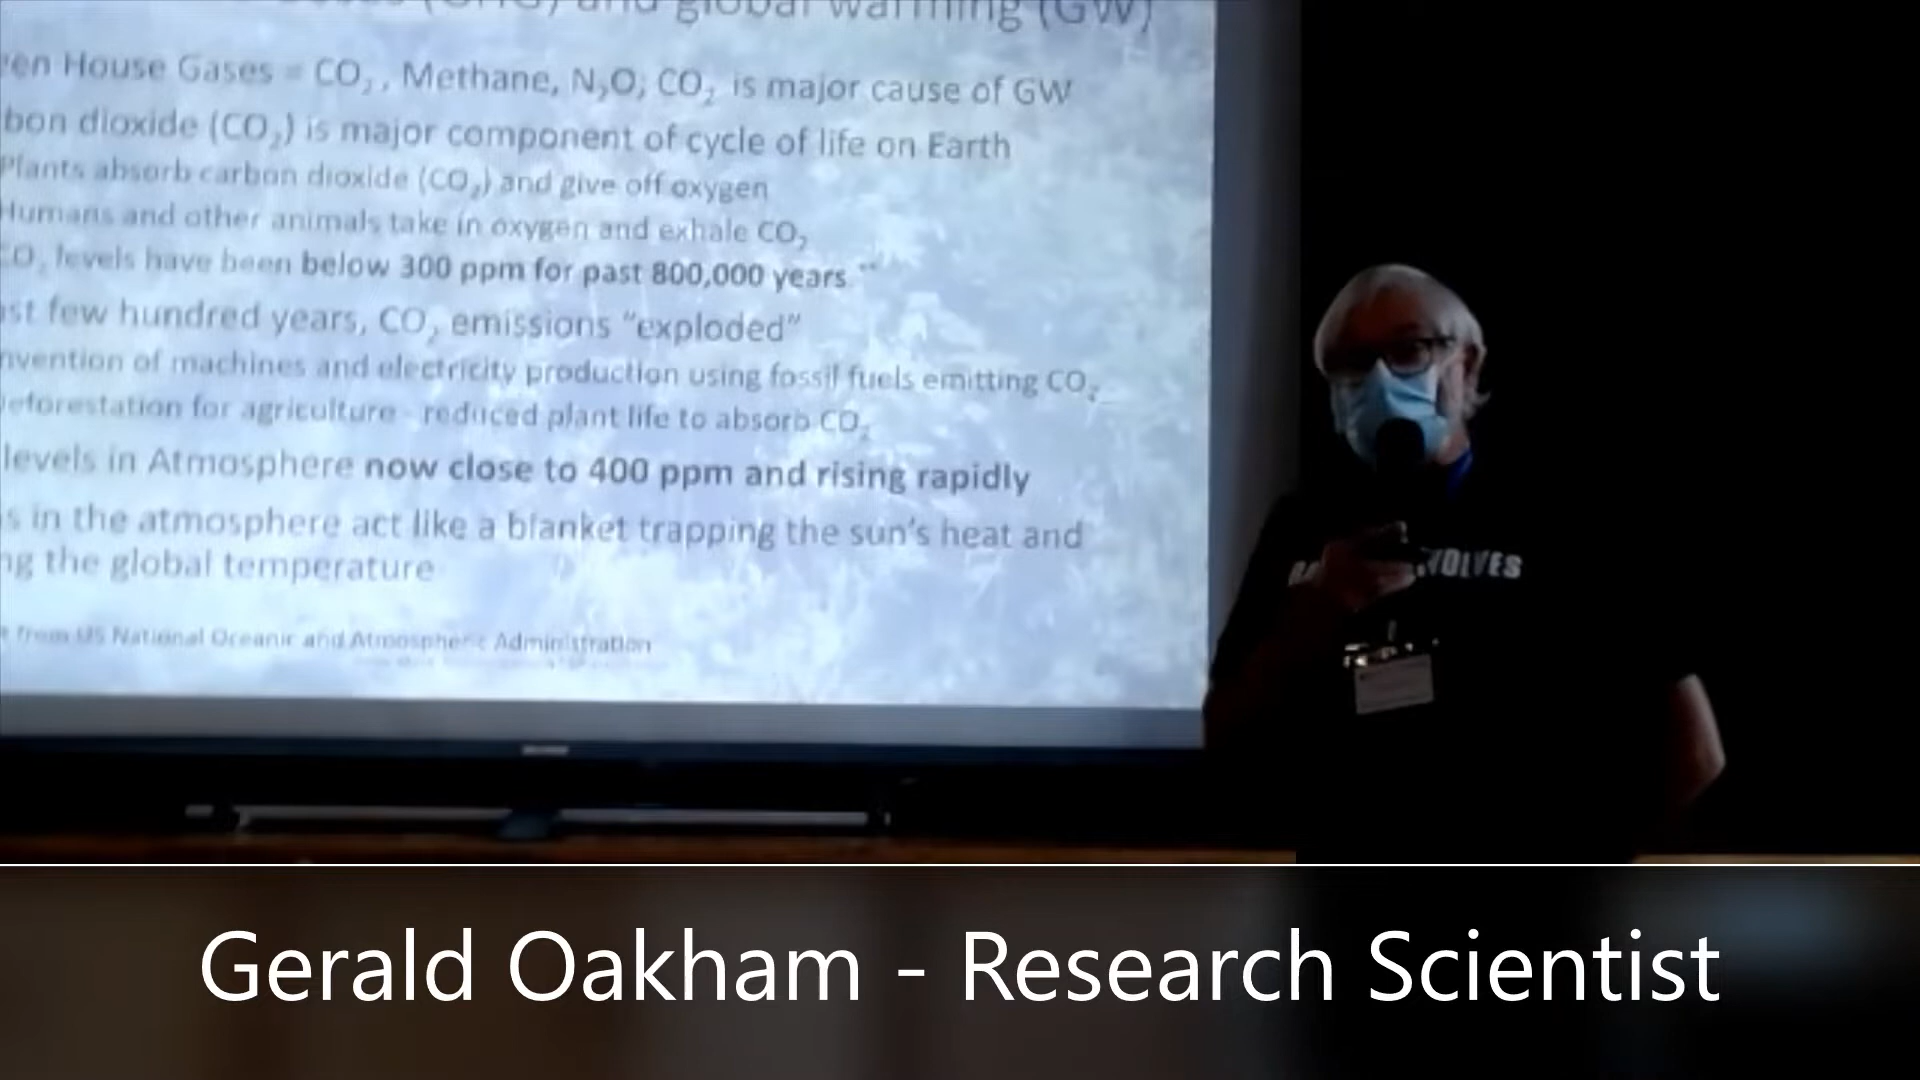 and global warming (GW)
House Gases = CO₂, Methane, N₂O; CO₂ is major cause of GW
bon dioxide (CO₂) is major component of cycle of life on Earth
Plants absorb carbon dioxide (CO₂) and give off oxygen
Humans and other animals take in oxygen and exhale CO₂
CO₂ levels have been below 300 ppm for past 800,000 years **
st few hundred years, CO₂ emissions “exploded”
nvention of machines and electricity production using fossil fuels emitting CO₂
Deforestation for agriculture - reduced plant life to absorb CO₂
levels in Atmosphere now close to 400 ppm and rising rapidly
s in the atmosphere act like a blanket trapping the sun’s heat and
ng the global temperature
from US National Oceanic and Atmospheric Administration
VOLVES
Gerald Oakham - Research Scientist